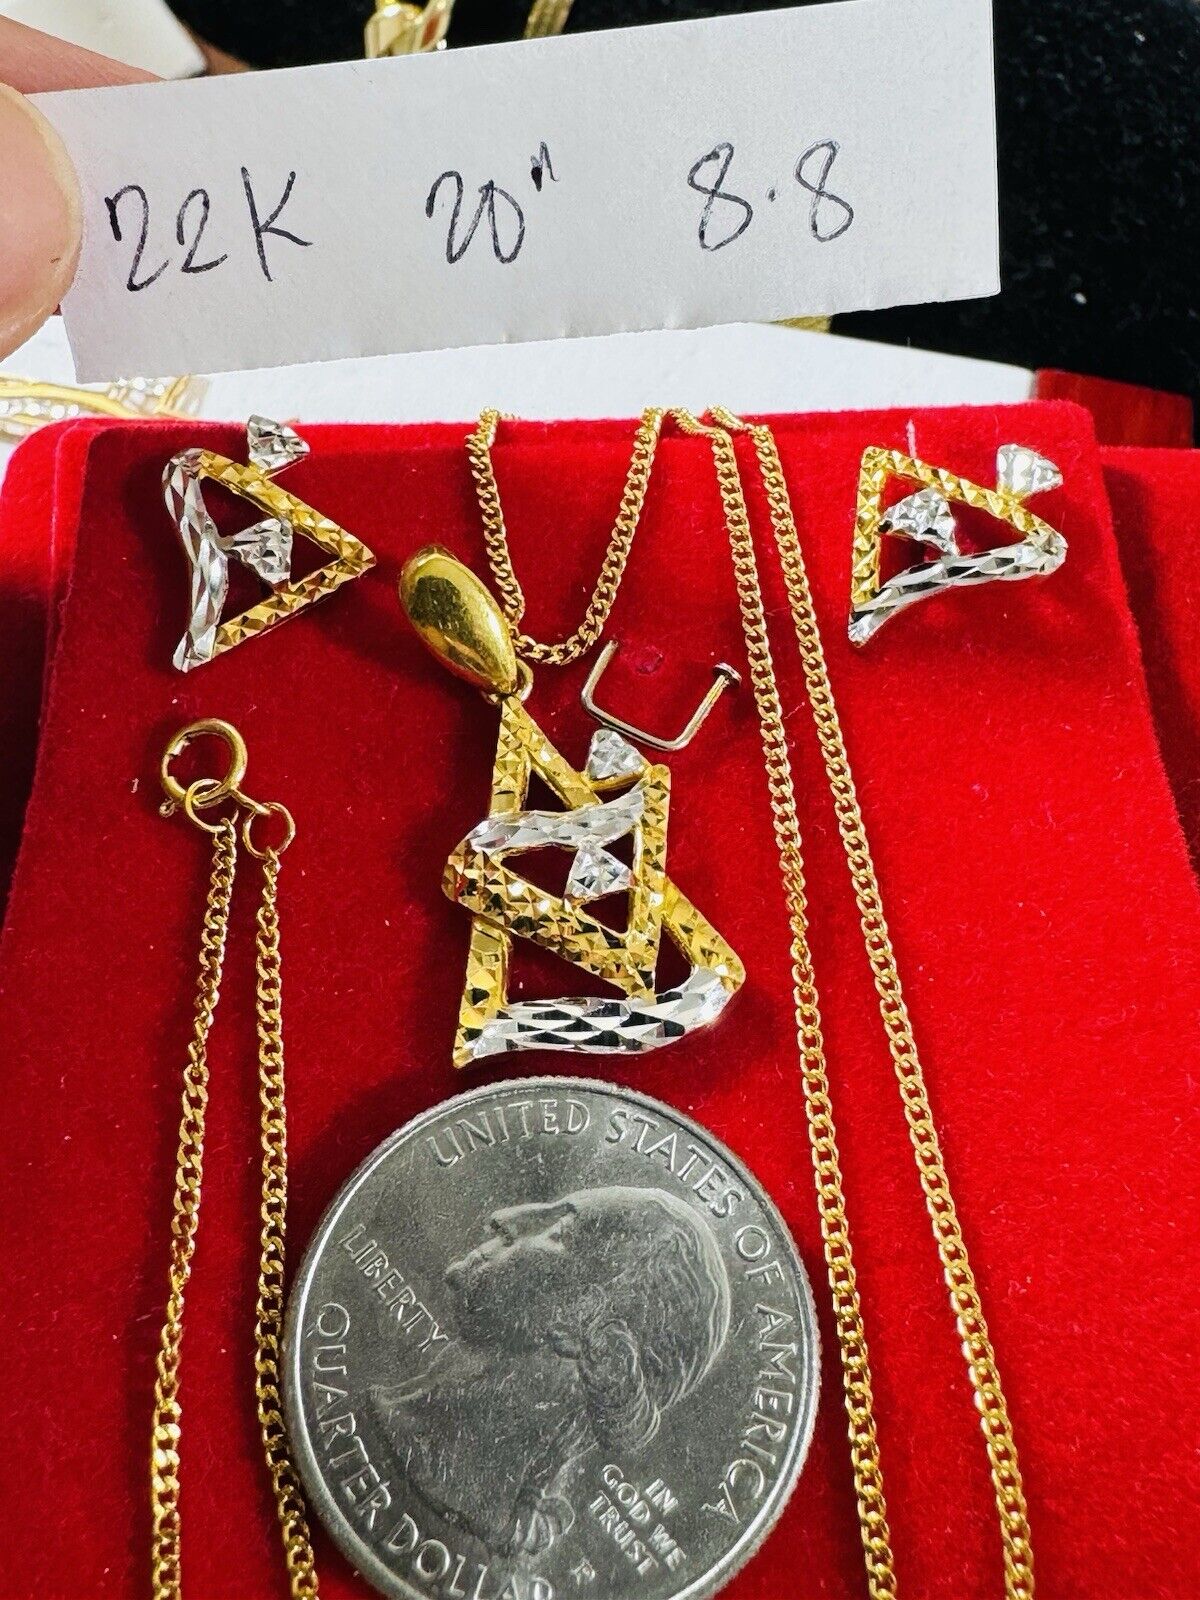 22K 20" 8.8
UNITED STATES OF AMERICA
LIBERTY
IN
GOD WE
TRUST
P
QUARTER DOLLAR